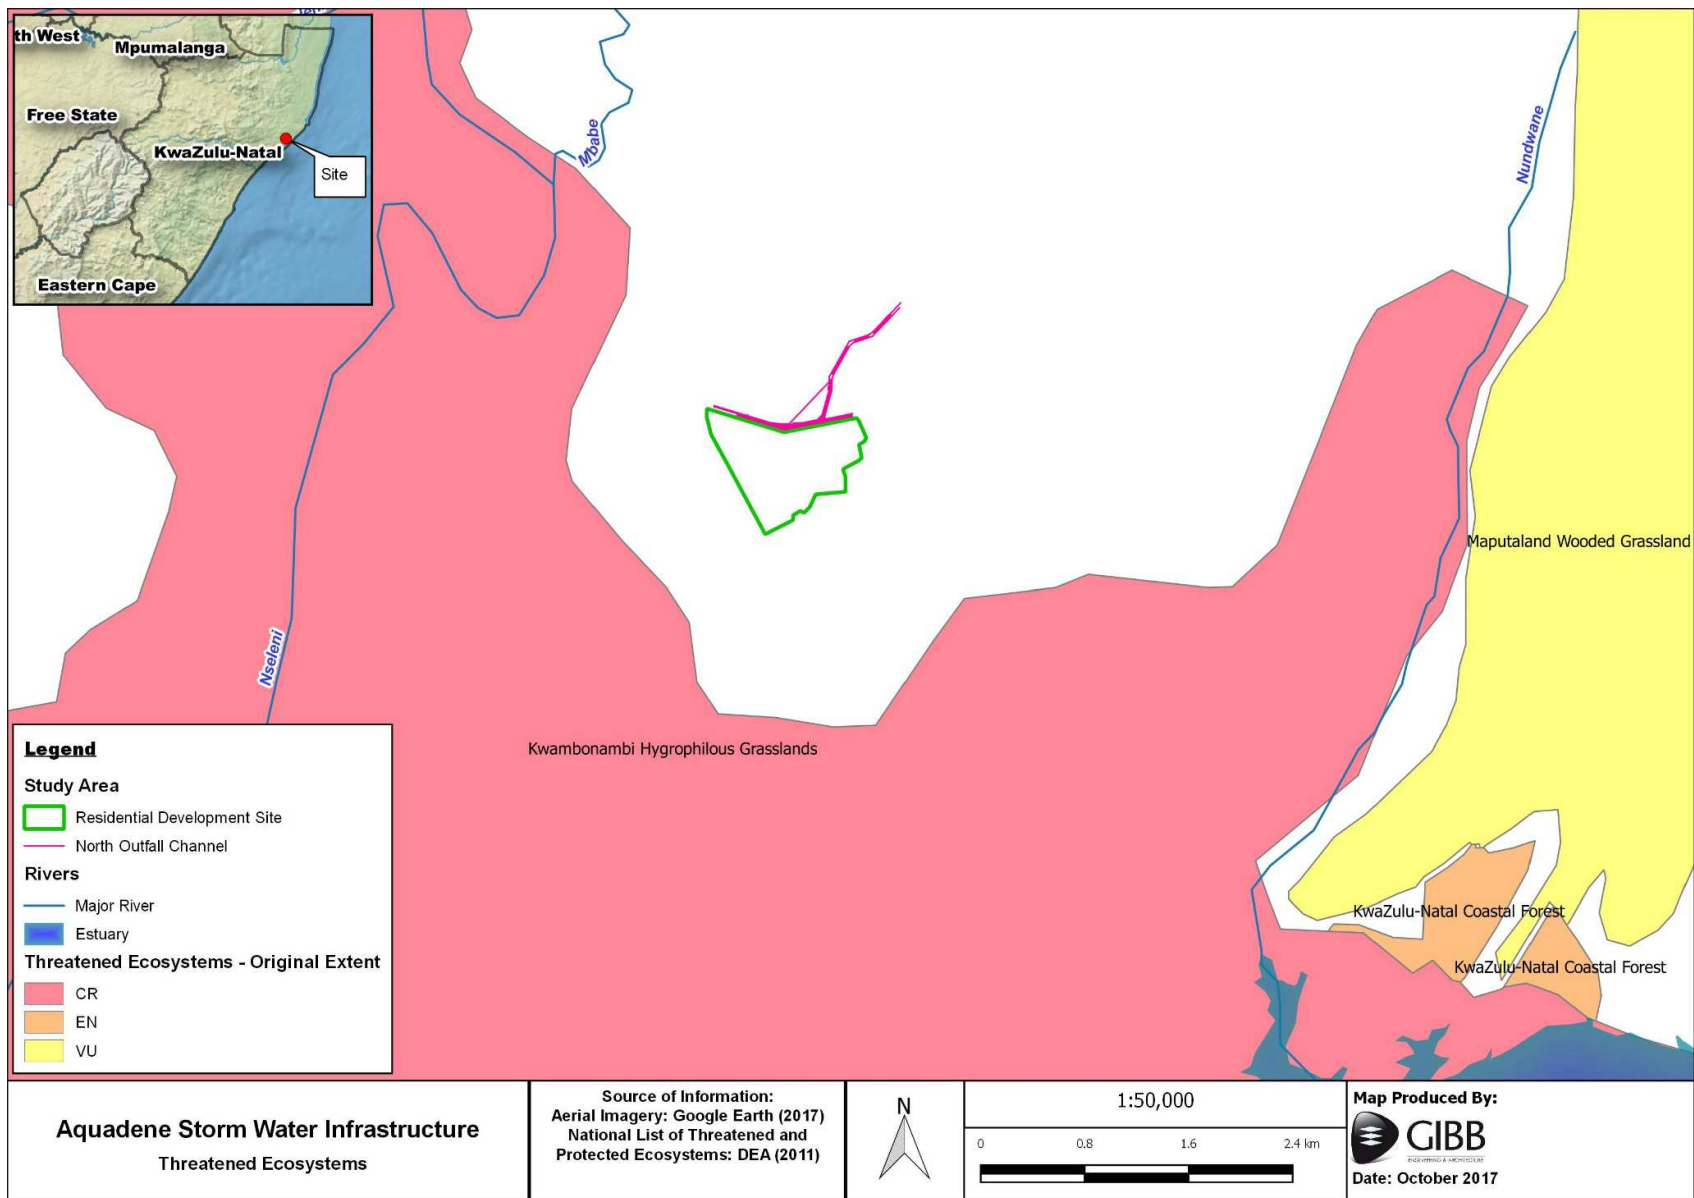 th West
Mpumalanga
Free State
KwaZulu-Natal
Site
Eastern Cape
Mbabe
Nundwane
Maputaland Wooded Grassland
Nseleni
Kwambonambi Hygrophilous Grasslands
KwaZulu-Natal Coastal Forest
KwaZulu-Natal Coastal Forest
Legend
Study Area
Residential Development Site
North Outfall Channel
Rivers
Major River
Estuary
Threatened Ecosystems - Original Extent
CR
EN
VU
Aquadene Storm Water Infrastructure
Threatened Ecosystems
Source of Information:
Aerial Imagery: Google Earth (2017)
National List of Threatened and
Protected Ecosystems: DEA (2011)
N
1:50,000
0 0.8 1.6 2.4 km
Map Produced By:
GIBB
ENGINEERING & ARCHITECTURE
Date: October 2017